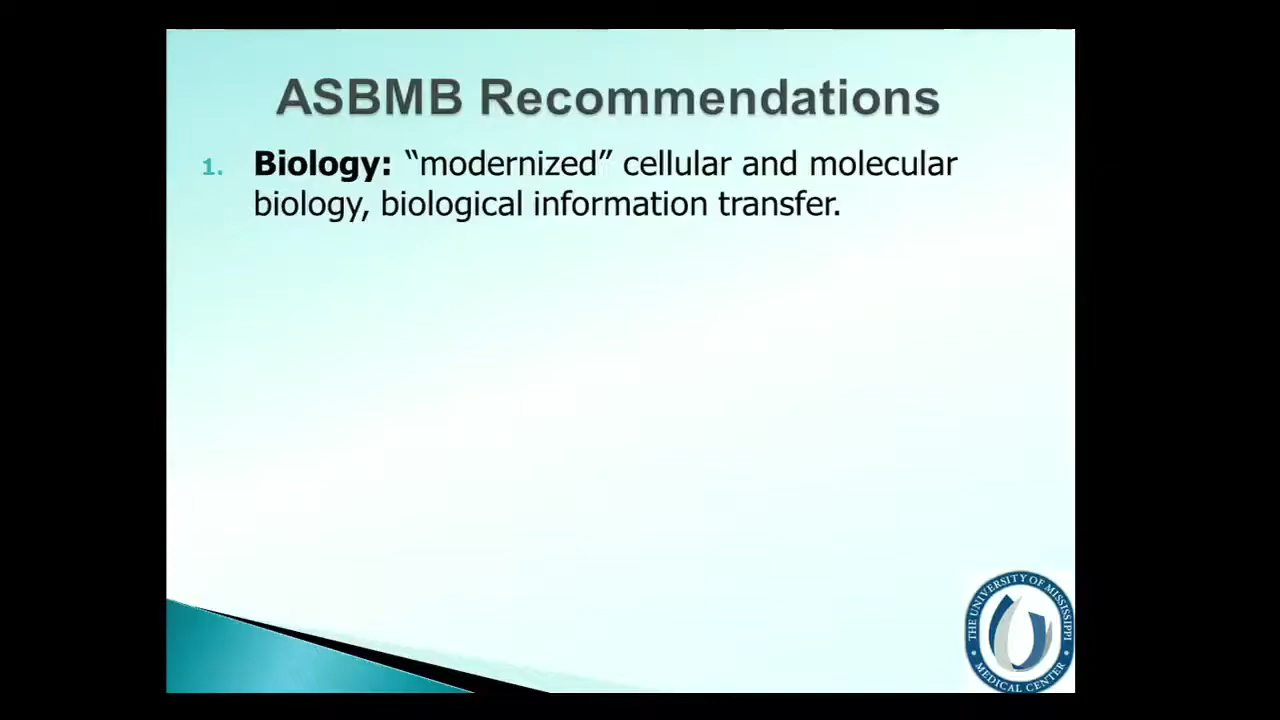 ASBMB Recommendations
1. Biology: “modernized” cellular and molecular
biology, biological information transfer.
THE UNIVERSITY OF MISSISSIPPI
MEDICAL CENTER